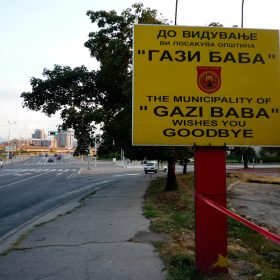 ДО ВИДУВАЊЕ
ВИ ПОСАКУВА ОПШТИНА
"ГАЗИ БАБА"
THE MUNICIPALITY OF
"GAZI BABA"
WISHES YOU
GOODBYE